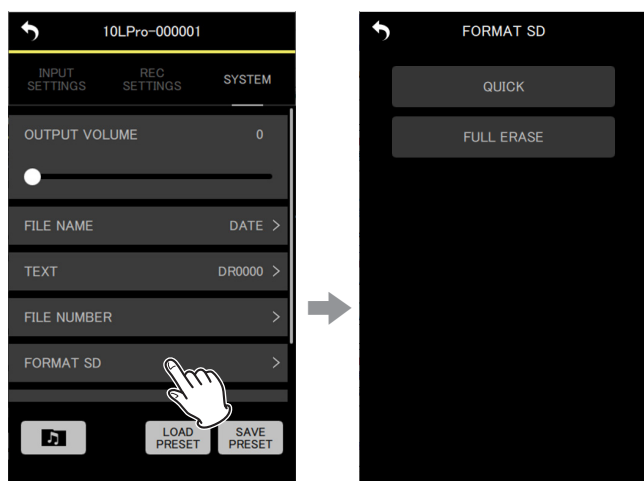 10LPro-000001
INPUT
SETTINGS
REC
SETTINGS
SYSTEM
OUTPUT VOLUME 0
FILE NAME DATE >
TEXT DR0000 >
FILE NUMBER >
FORMAT SD >
LOAD
PRESET
SAVE
PRESET
FORMAT SD
QUICK
FULL ERASE